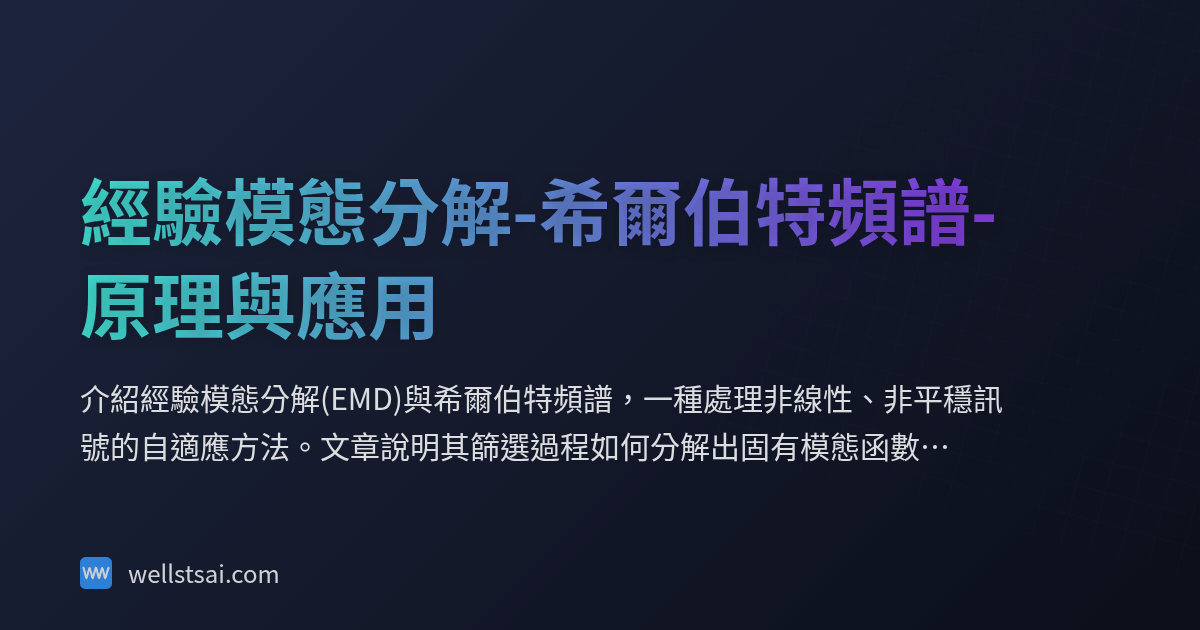 經驗模態分解-希爾伯特頻譜-
原理與應用
介紹經驗模態分解(EMD)與希爾伯特頻譜，一種處理非線性、非平穩訊
號的自適應方法。文章說明其篩選過程如何分解出固有模態函數…
wellstsai.com